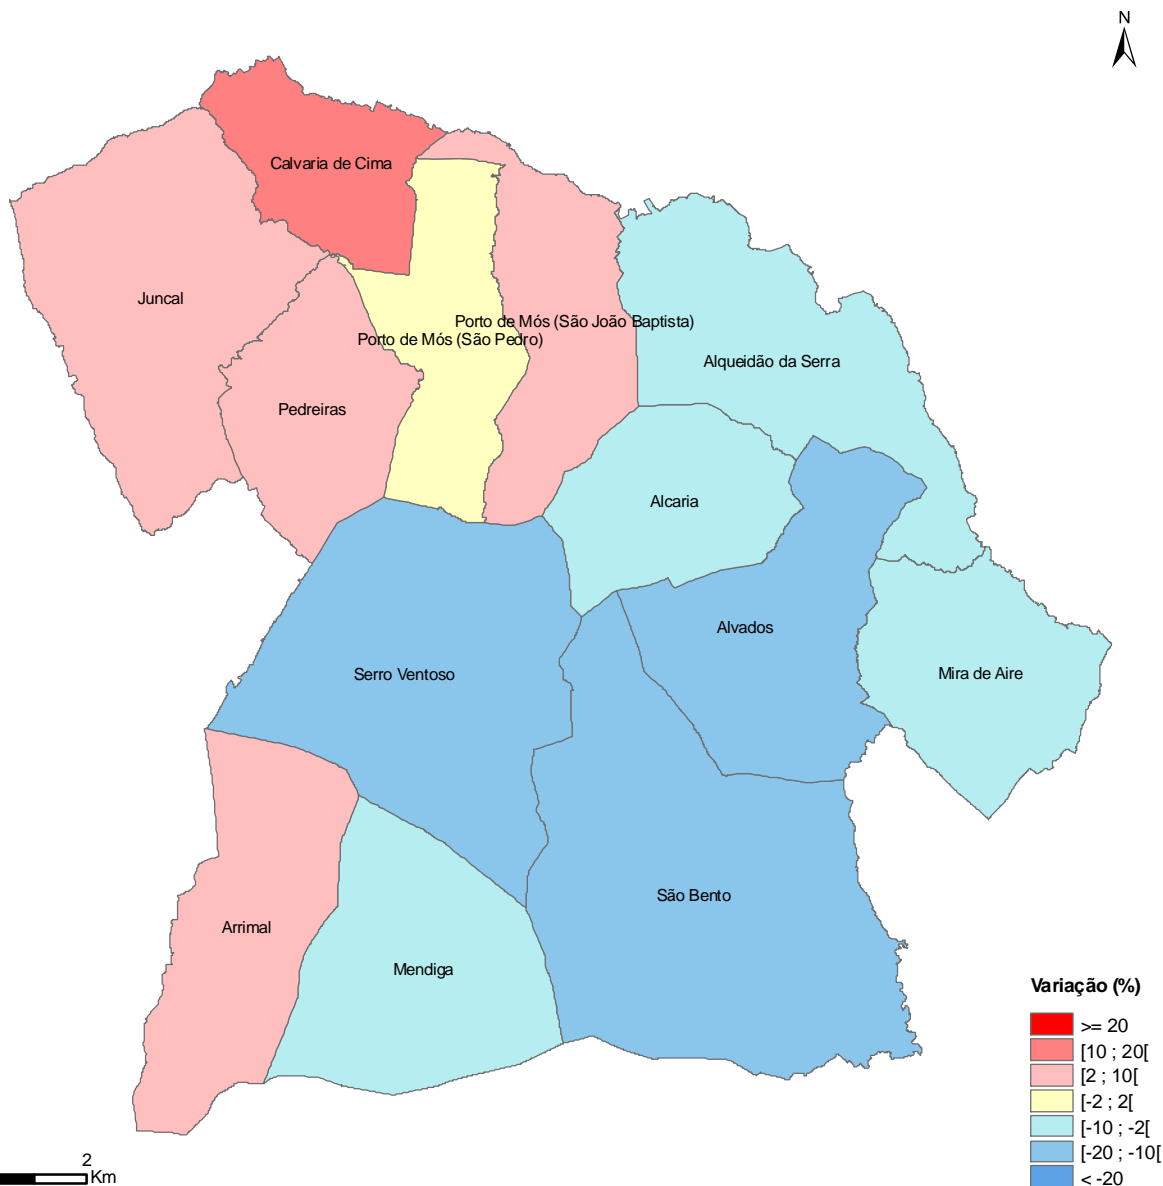 N
Calvaria de Cima
Juncal
Porto de Mós (São João Baptista)
Porto de Mós (São Pedro)
Alqueidão da Serra
Pedreiras
Alcaria
Alvados
Serro Ventoso
Mira de Aire
São Bento
Arrimal
Mendiga
Variação (%)
>= 20
[10 ; 20[
[2 ; 10[
[-2 ; 2[
[-10 ; -2[
[-20 ; -10[
< -20
2
Km